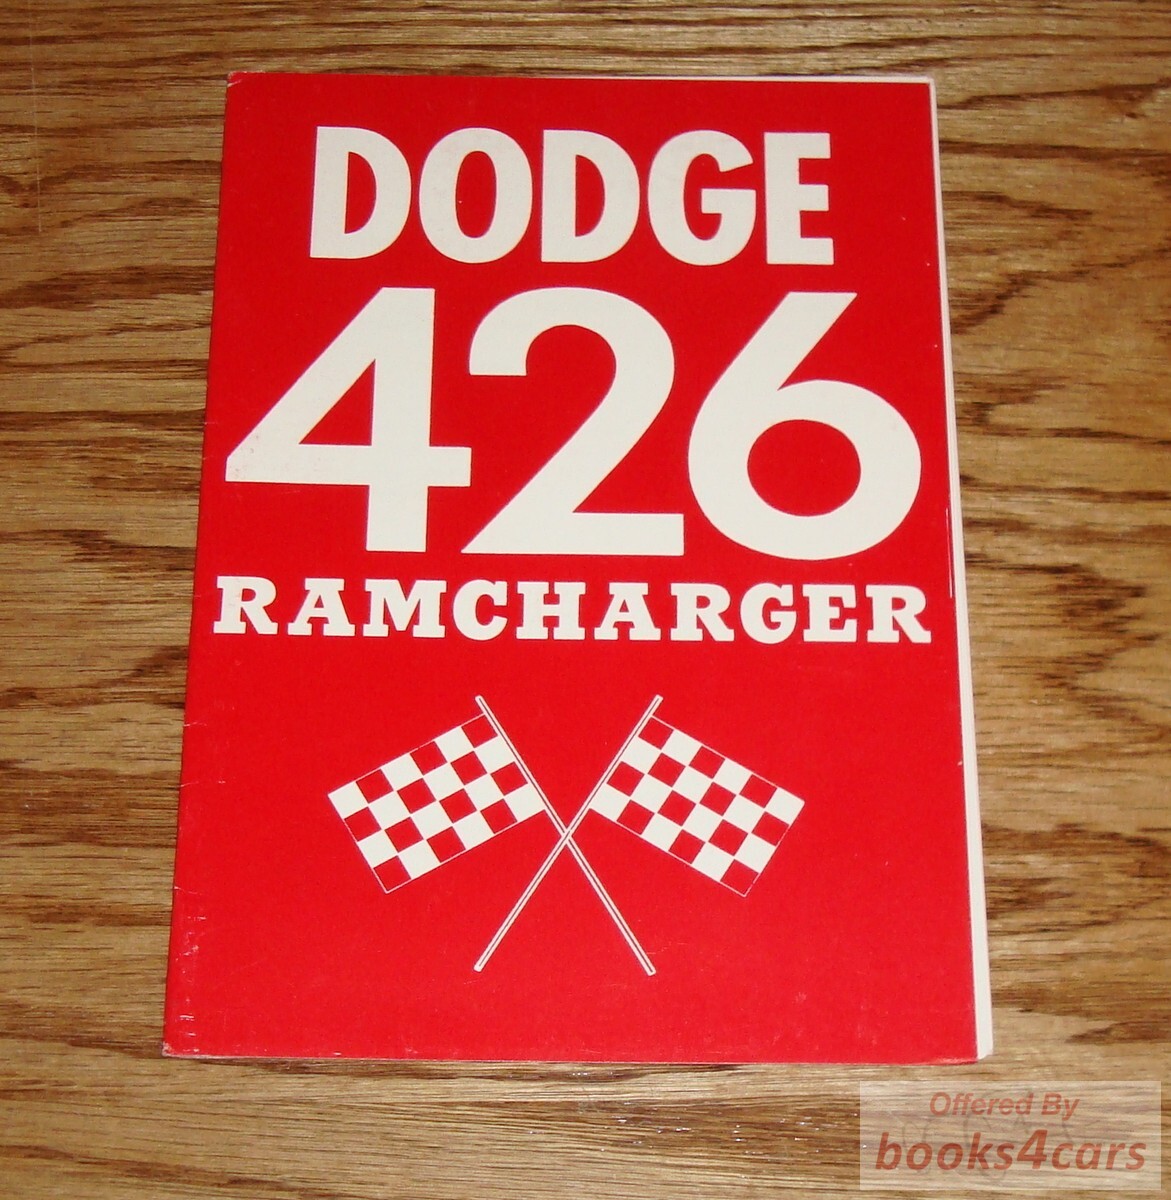 DODGE
426
RAMCHARGER
Offered By
books4cars